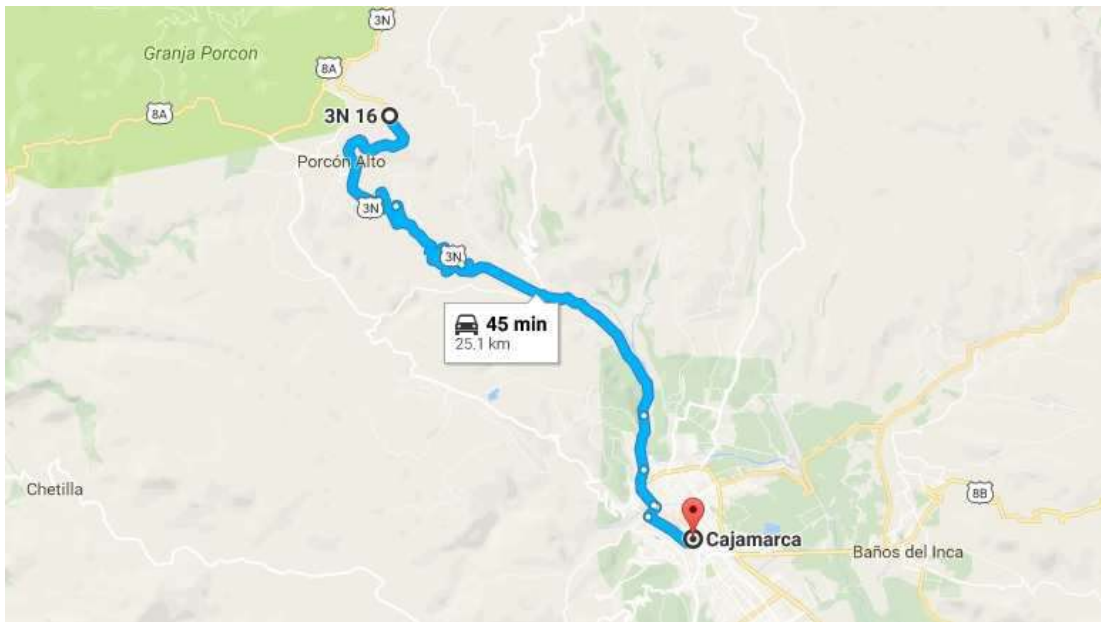 3N
Granja Porcon
8A
8A
3N 16
Porcón Alto
3N
3N
45 min
25.1 km
Chetilla
8B
Cajamarca
Baños del Inca